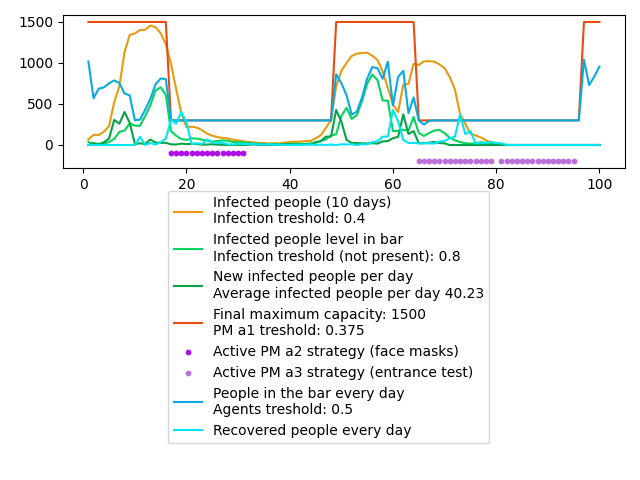 1500
1000
500
0
0
20
40
60
80
100
Infected people (10 days)
Infection treshold: 0.4
Infected people level in bar
Infection treshold (not present): 0.8
New infected people per day
Average infected people per day 40.23
Final maximum capacity: 1500
PM a1 treshold: 0.375
Active PM a2 strategy (face masks)
Active PM a3 strategy (entrance test)
People in the bar every day
Agents treshold: 0.5
Recovered people every day